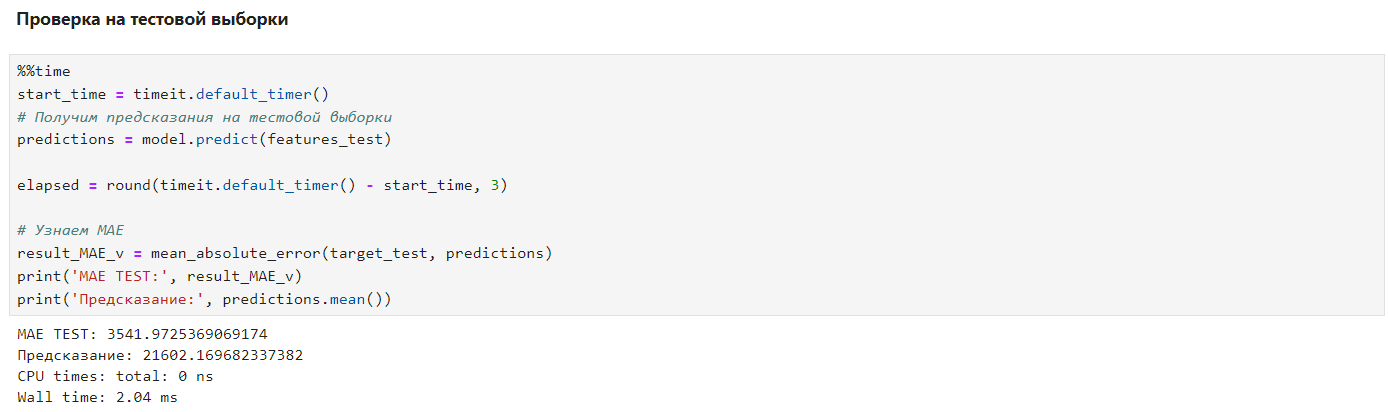 Проверка на тестовой выборки
%%time
start_time = timeit.default_timer()
# Получим предсказания на тестовой выборки
predictions = model.predict(features_test)
elapsed = round(timeit.default_timer() - start_time, 3)
# Узнаем MAE
result_MAE_v = mean_absolute_error(target_test, predictions)
print('MAE TEST:', result_MAE_v)
print('Предсказание:', predictions.mean())
MAE TEST: 3541.9725369069174
Предсказание: 21602.169682337382
CPU times: total: 0 ns
Wall time: 2.04 ms